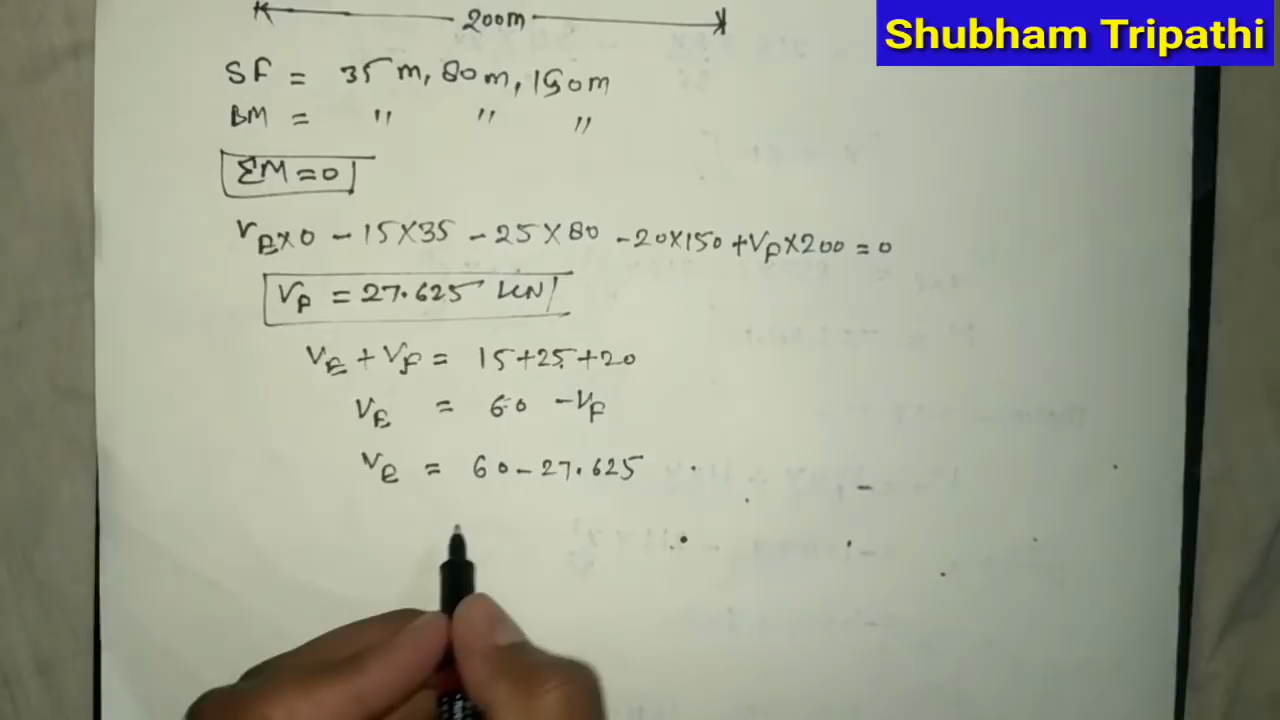 200m
Shubham Tripathi
SF = 35m, 80m, 150m
BM = " " "
ΣM=0
VE×0 - 15×35 - 25×80 - 20×150 + VF×200 = 0
VF = 27.625 kN
VE + VF = 15+25+20
VE = 60 - VF
VE = 60 - 27.625